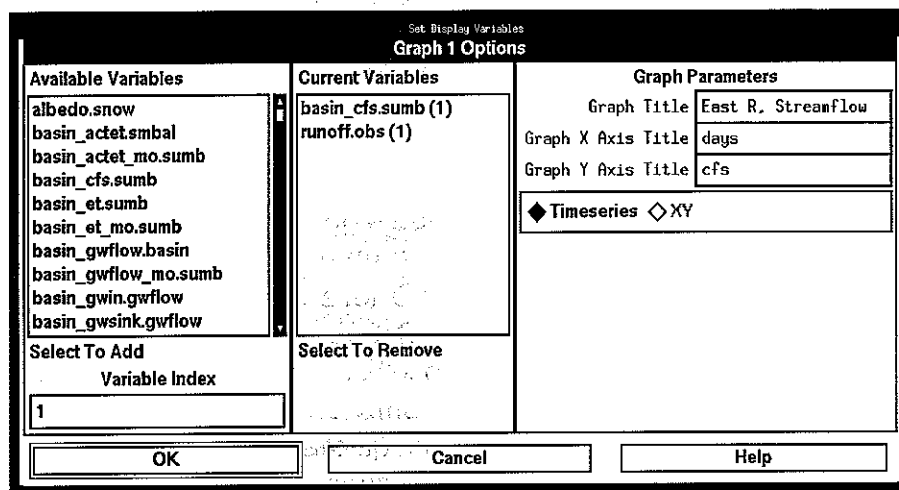 Set Display Variables
Graph 1 Options
Available Variables
albedo.snow
basin_actet.smbal
basin_actet_mo.sumb
basin_cfs.sumb
basin_et.sumb
basin_et_mo.sumb
basin_gwflow.basin
basin_gwflow_mo.sumb
basin_gwin.gwflow
basin_gwsink.gwflow
Select To Add
Variable Index
1
Current Variables
basin_cfs.sumb (1)
runoff.obs (1)
Select To Remove
Graph Parameters
Graph Title East R. Streamflow
Graph X Axis Title days
Graph Y Axis Title cfs
Timeseries XY
OK Cancel Help